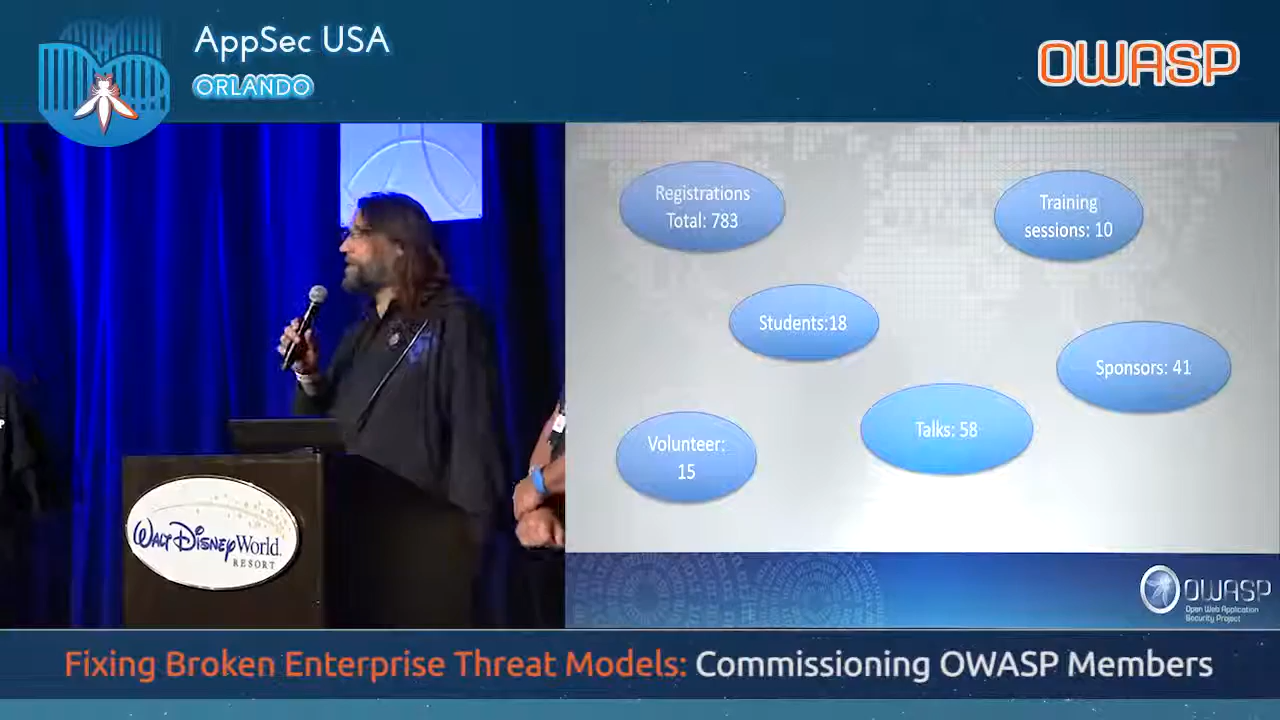 AppSec USA
ORLANDO
OWASP
Registrations
Total: 783
Training
sessions: 10
Students:18
Sponsors: 41
Talks: 58
Volunteer:
15
WALT DISNEY World.
RESORT
OWASP
Open Web Application
Security Project
Fixing Broken Enterprise Threat Models: Commissioning OWASP Members